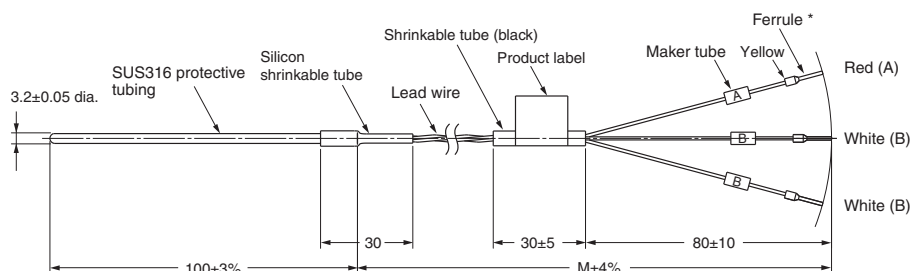 Ferrule *
Shrinkable tube (black)
Maker tube
Yellow
Red (A)
Silicon
shrinkable tube
Product label
SUS316 protective
tubing
Lead wire
3.2±0.05 dia.
A
B
White (B)
B
White (B)
30
30±5
80±10
100±3%
M±4%